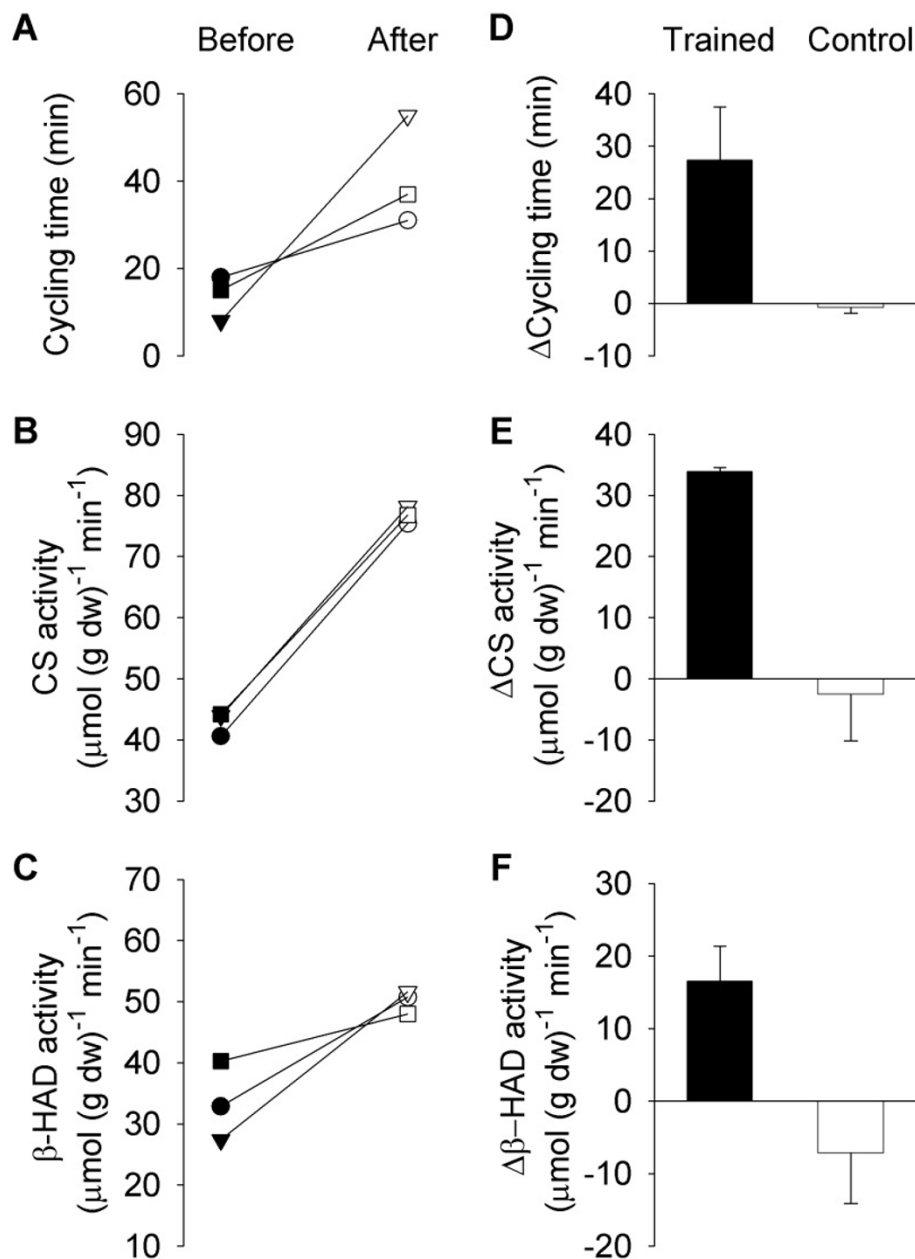 A
Before
After
Cycling time (min)
60
40
20
0
D
Trained
Control
ΔCycling time (min)
40
30
20
10
0
-10
B
CS activity
(μmol (g dw)⁻¹ min⁻¹)
90
80
70
60
50
40
30
E
ΔCS activity
(μmol (g dw)⁻¹ min⁻¹)
40
30
20
10
0
-10
-20
C
β-HAD activity
(μmol (g dw)⁻¹ min⁻¹)
70
60
50
40
30
20
10
F
Δβ–HAD activity
(μmol (g dw)⁻¹ min⁻¹)
30
20
10
0
-10
-20